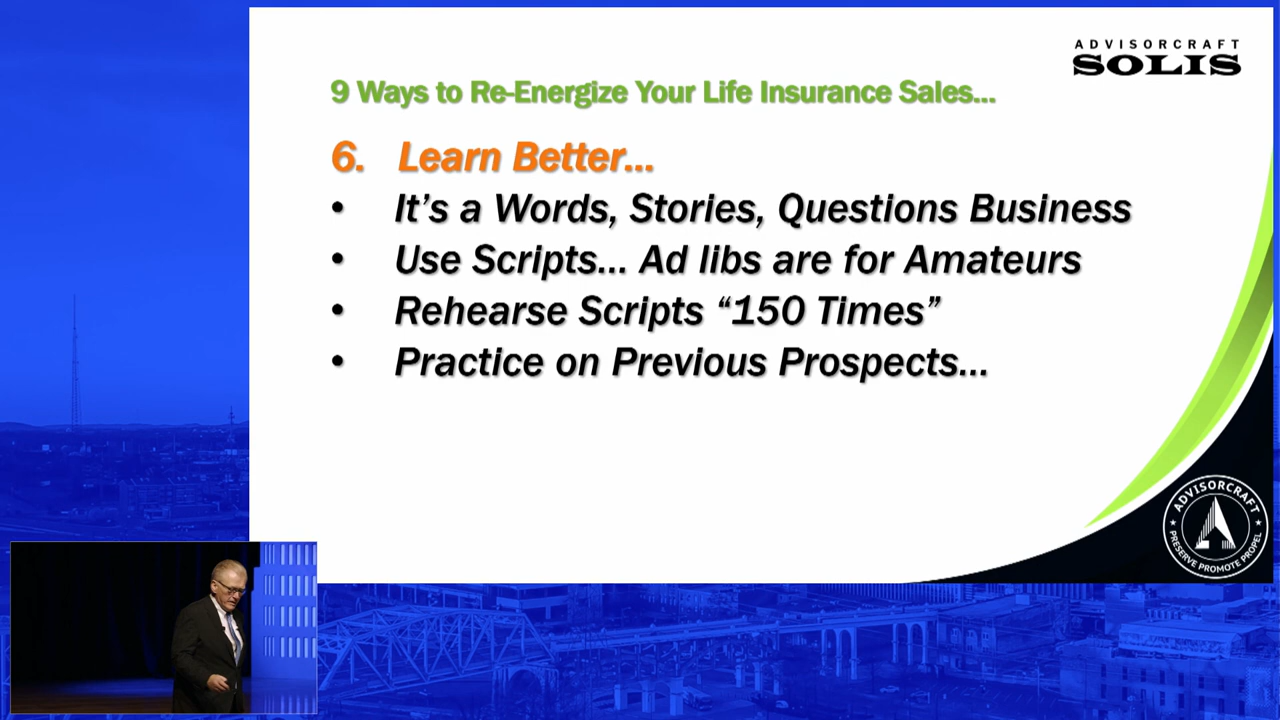 ADVISORCRAFT
SOLIS
9 Ways to Re-Energize Your Life Insurance Sales...
6. Learn Better...
• It’s a Words, Stories, Questions Business
• Use Scripts... Ad libs are for Amateurs
• Rehearse Scripts “150 Times”
• Practice on Previous Prospects...
ADVISORCRAFT
PRESERVE PROMOTE PROPEL